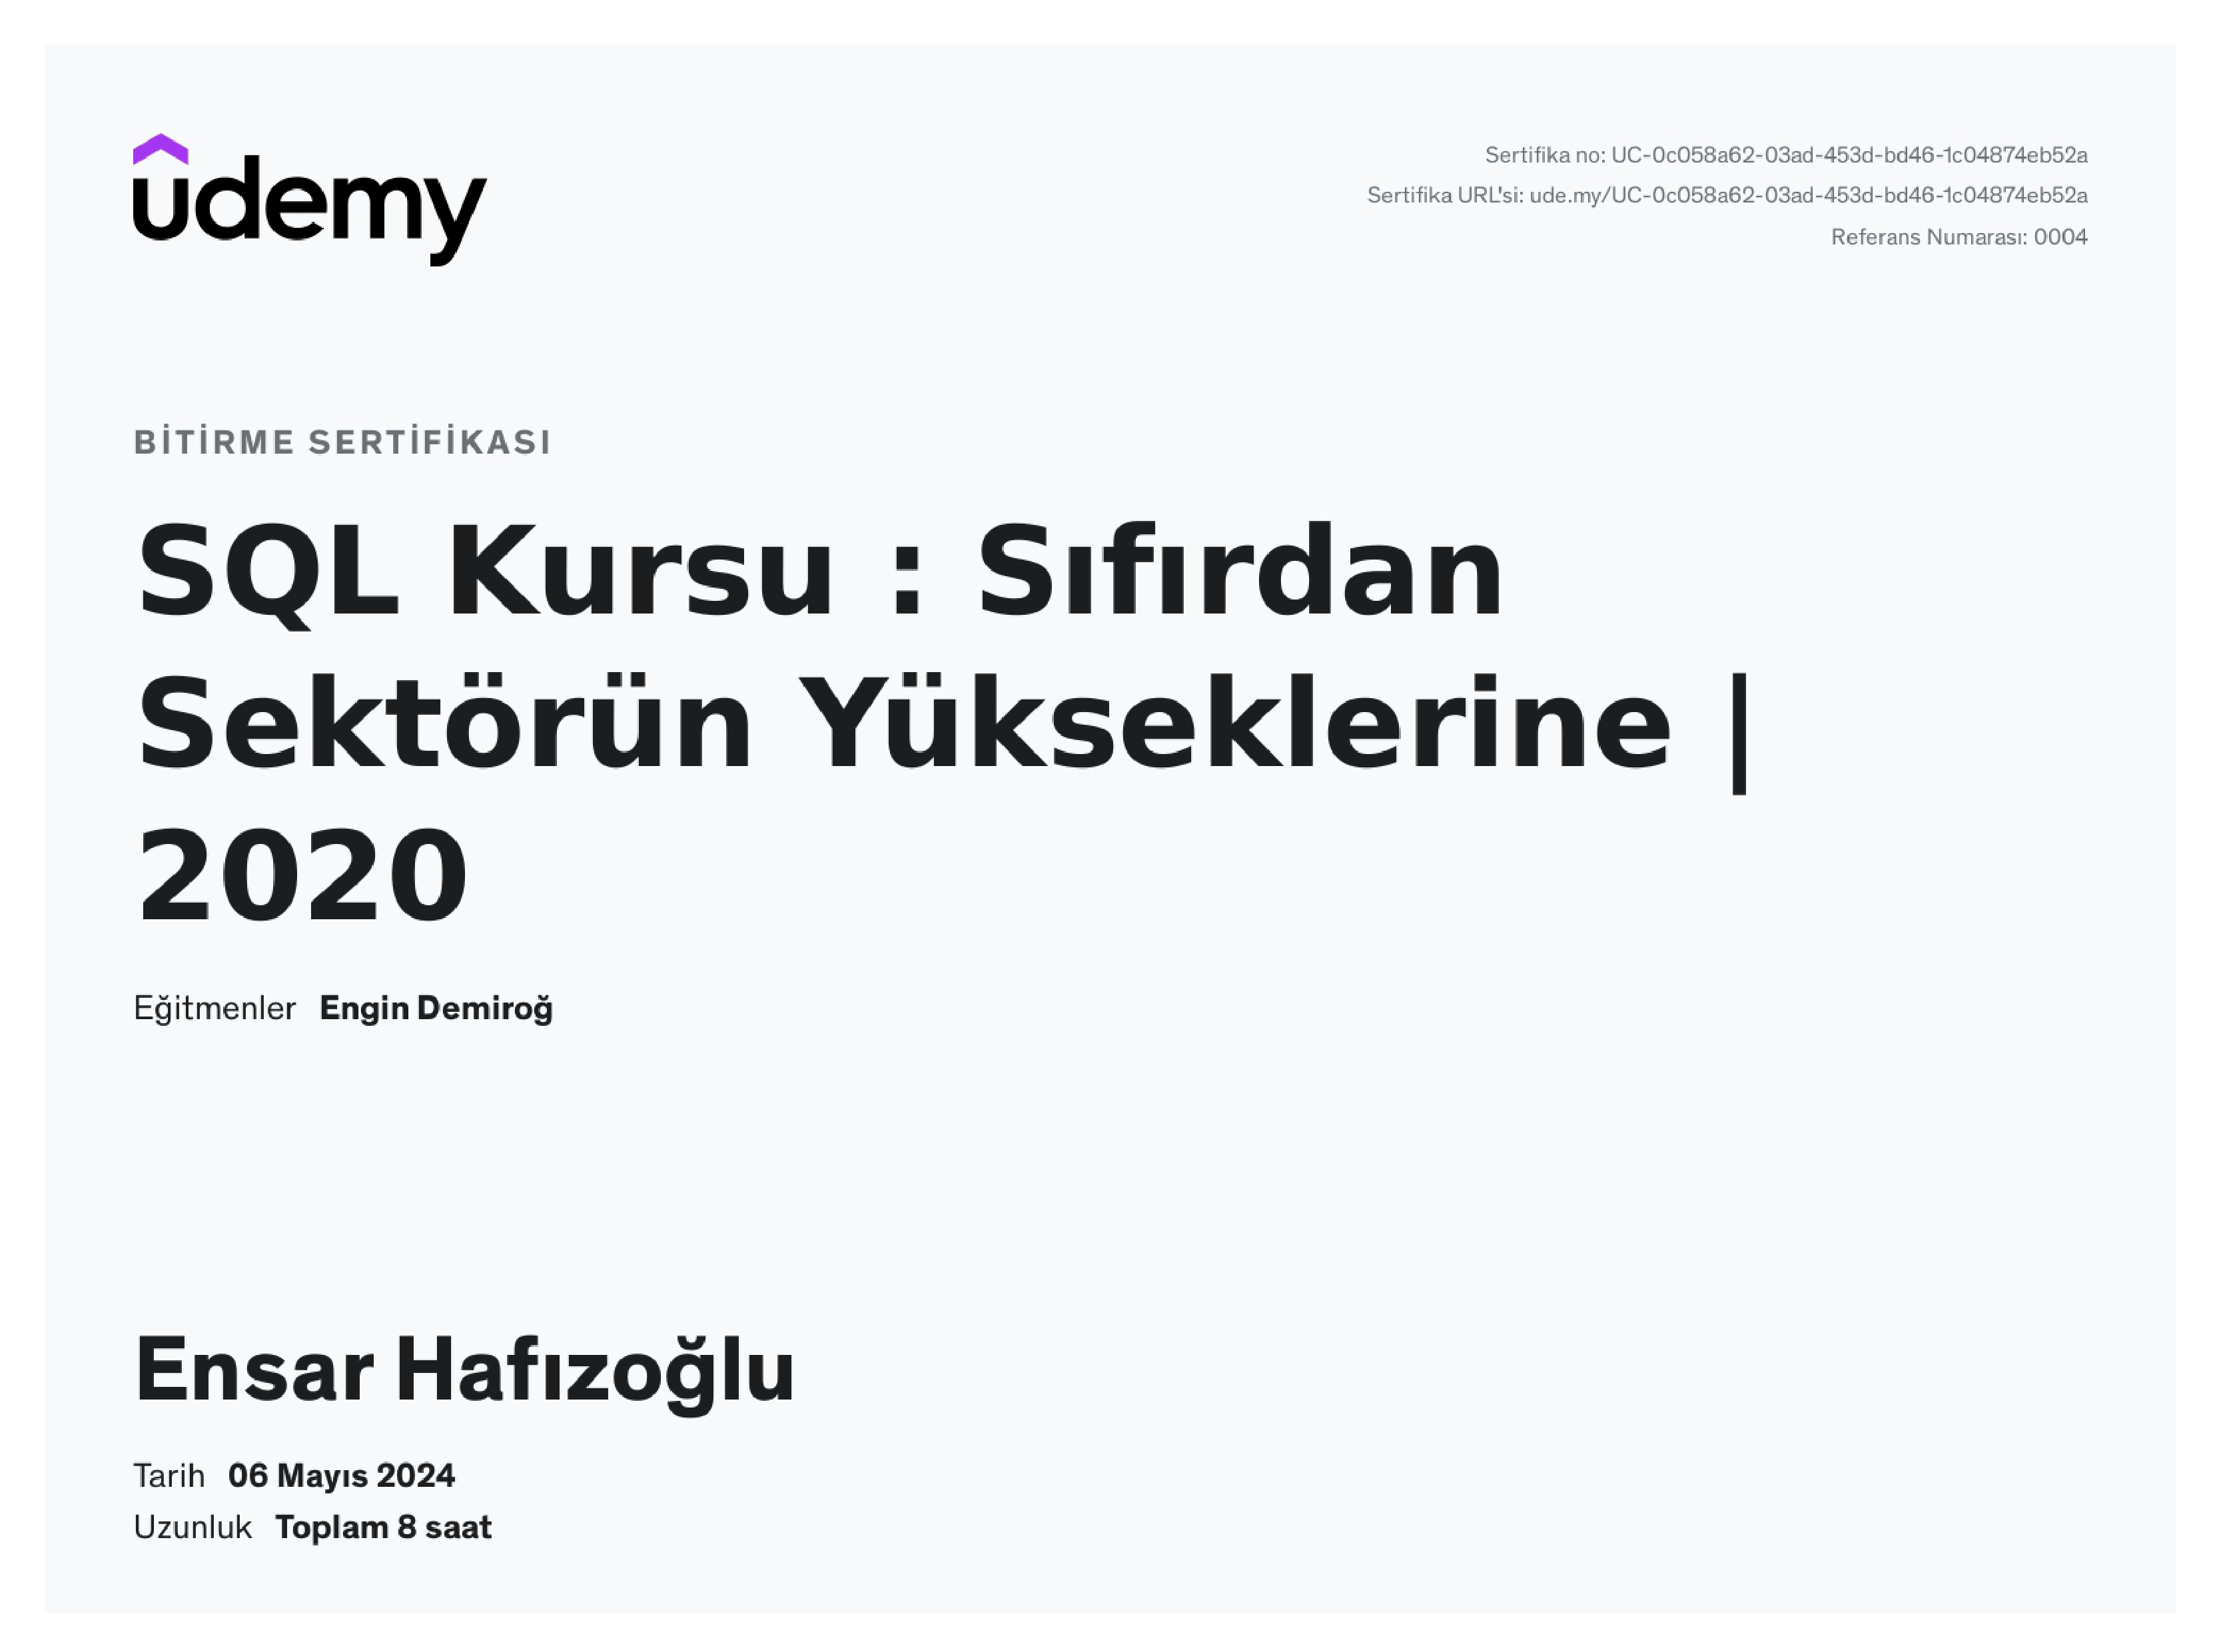 udemy
Sertifika no: UC-0c058a62-03ad-453d-bd46-1c04874eb52a
Sertifika URL'si: ude.my/UC-0c058a62-03ad-453d-bd46-1c04874eb52a
Referans Numarası: 0004
BİTİRME SERTİFİKASI
SQL Kursu : Sıfırdan
Sektörün Yükseklerine |
2020
Eğitmenler Engin Demiroğ
Ensar Hafızoğlu
Tarih 06 Mayıs 2024
Uzunluk Toplam 8 saat